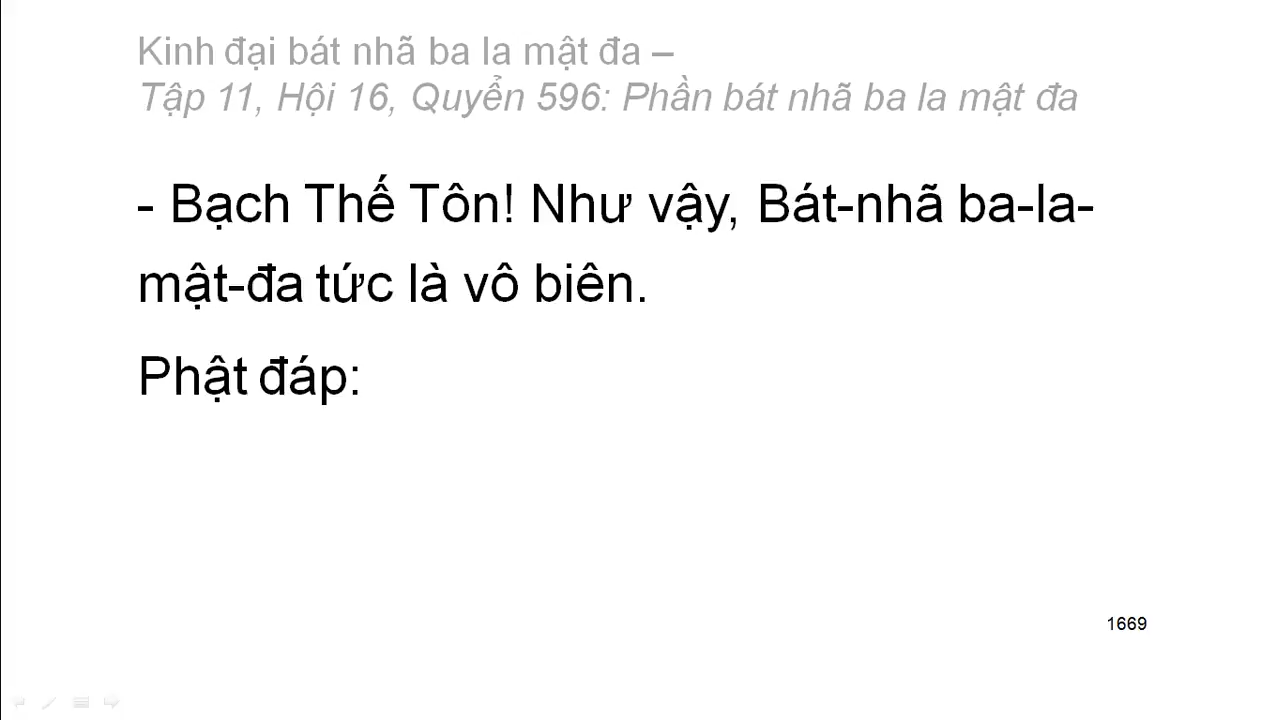 Kinh đại bát nhã ba la mật đa –
Tập 11, Hội 16, Quyển 596: Phần bát nhã ba la mật đa
- Bạch Thế Tôn! Như vậy, Bát-nhã ba-la-
mật-đa tức là vô biên.
Phật đáp:
1669